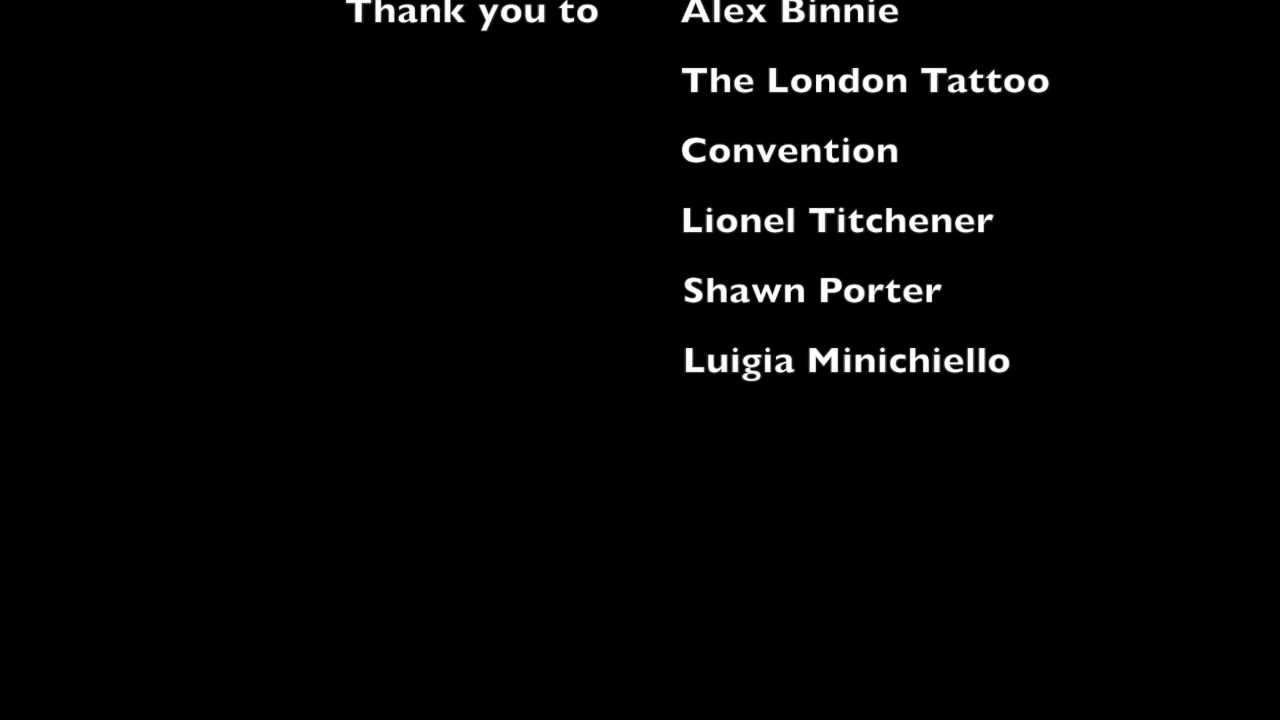 Thank you to Alex Binnie
The London Tattoo
Convention
Lionel Titchener
Shawn Porter
Luigia Minichiello